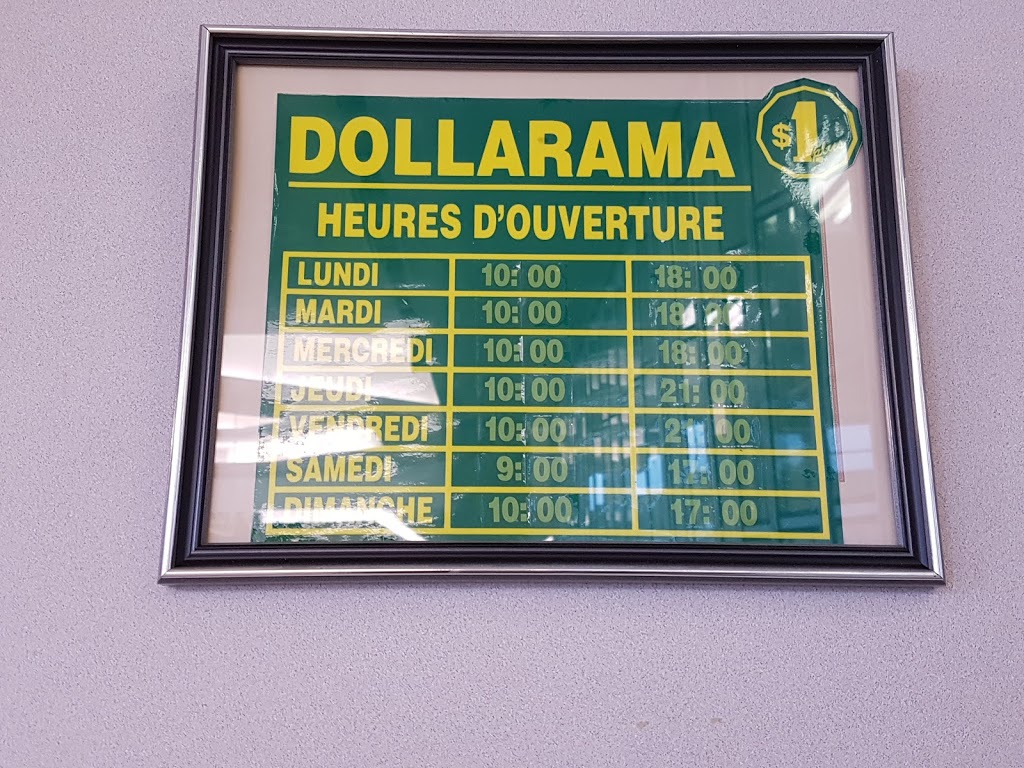 DOLLARAMA
$1
HEURES D'OUVERTURE
LUNDI 10:00 18:00
MARDI 10:00 18:00
MERCREDI 10:00 18:00
JEUDI 10:00 21:00
VENDREDI 10:00 21:00
SAMEDI 9:00 17:00
DIMANCHE 10:00 17:00